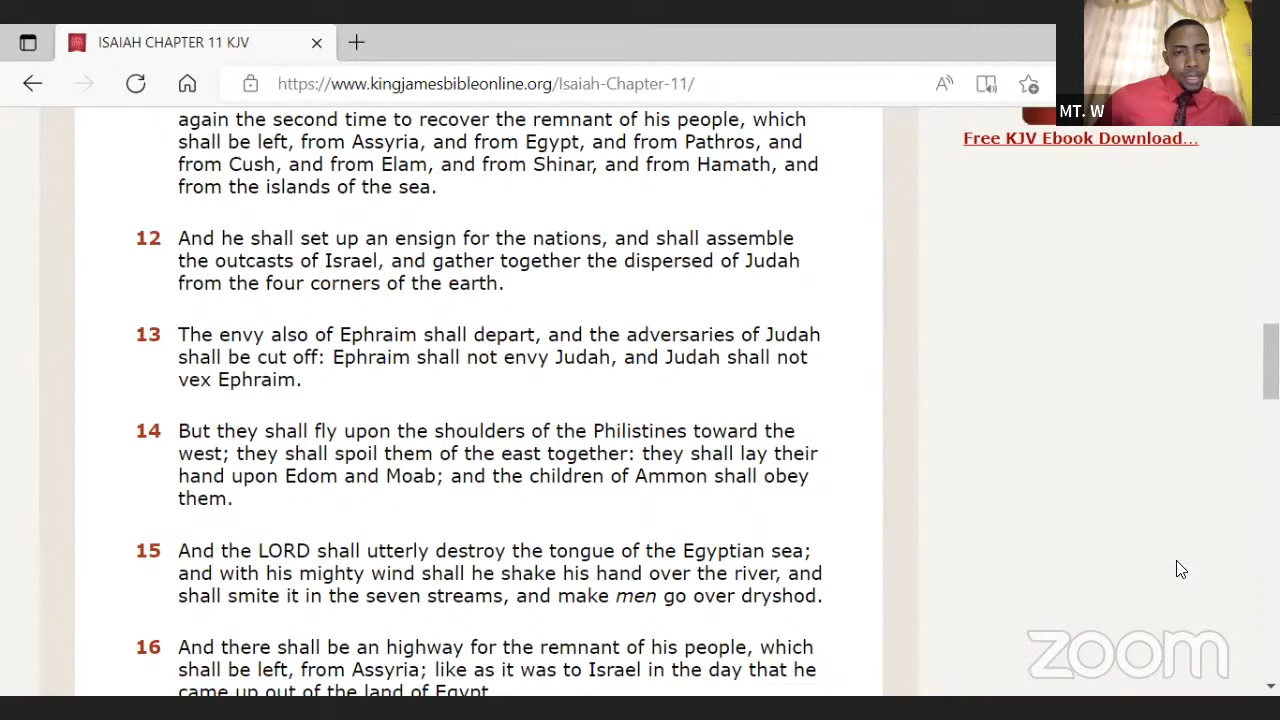 ISAIAH CHAPTER 11 KJV
https://www.kingjamesbibleonline.org/Isaiah-Chapter-11/
MT. W
Free KJV Ebook Download...
again the second time to recover the remnant of his people, which
shall be left, from Assyria, and from Egypt, and from Pathros, and
from Cush, and from Elam, and from Shinar, and from Hamath, and
from the islands of the sea.
12 And he shall set up an ensign for the nations, and shall assemble
the outcasts of Israel, and gather together the dispersed of Judah
from the four corners of the earth.
13 The envy also of Ephraim shall depart, and the adversaries of Judah
shall be cut off: Ephraim shall not envy Judah, and Judah shall not
vex Ephraim.
14 But they shall fly upon the shoulders of the Philistines toward the
west; they shall spoil them of the east together: they shall lay their
hand upon Edom and Moab; and the children of Ammon shall obey
them.
15 And the LORD shall utterly destroy the tongue of the Egyptian sea;
and with his mighty wind shall he shake his hand over the river, and
shall smite it in the seven streams, and make men go over dryshod.
16 And there shall be an highway for the remnant of his people, which
shall be left, from Assyria; like as it was to Israel in the day that he
came up out of the land of Egypt
zoom